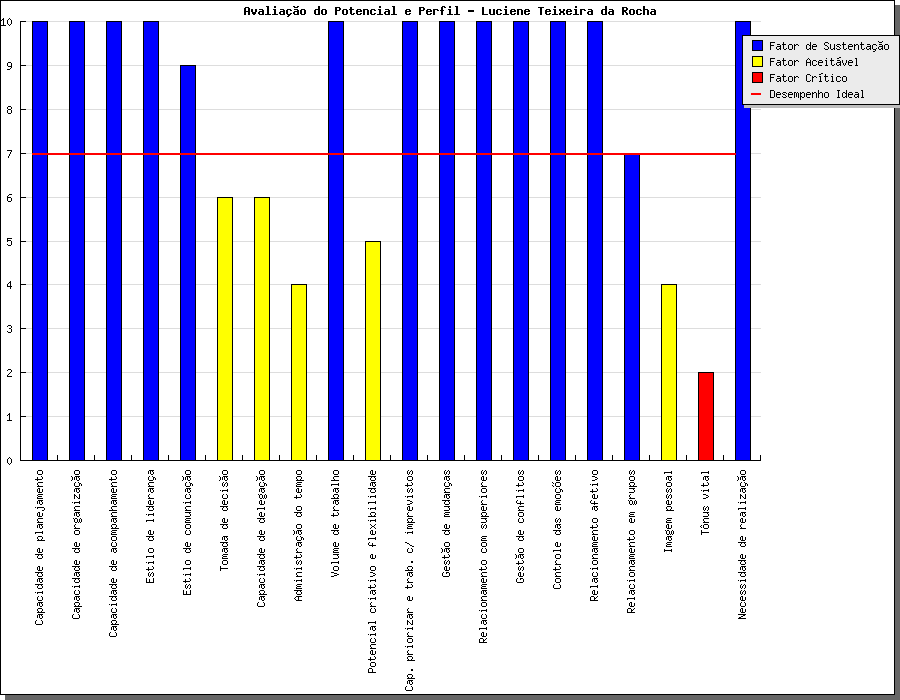 Avaliação do Potencial e Perfil - Luciene Teixeira da Rocha
10
9
8
7
6
5
4
3
2
1
0
Fator de Sustentação
Fator Aceitável
Fator Crítico
Desempenho Ideal
Capacidade de planejamento
Capacidade de organização
Capacidade de acompanhamento
Estilo de liderança
Estilo de comunicação
Tomada de decisão
Capacidade de delegação
Administração do tempo
Volume de trabalho
Potencial criativo e flexibilidade
Cap. priorizar e trab. c/ imprevistos
Gestão de mudanças
Relacionamento com superiores
Gestão de conflitos
Controle das emoções
Relacionamento afetivo
Relacionamento em grupos
Imagem pessoal
Tônus vital
Necessidade de realização